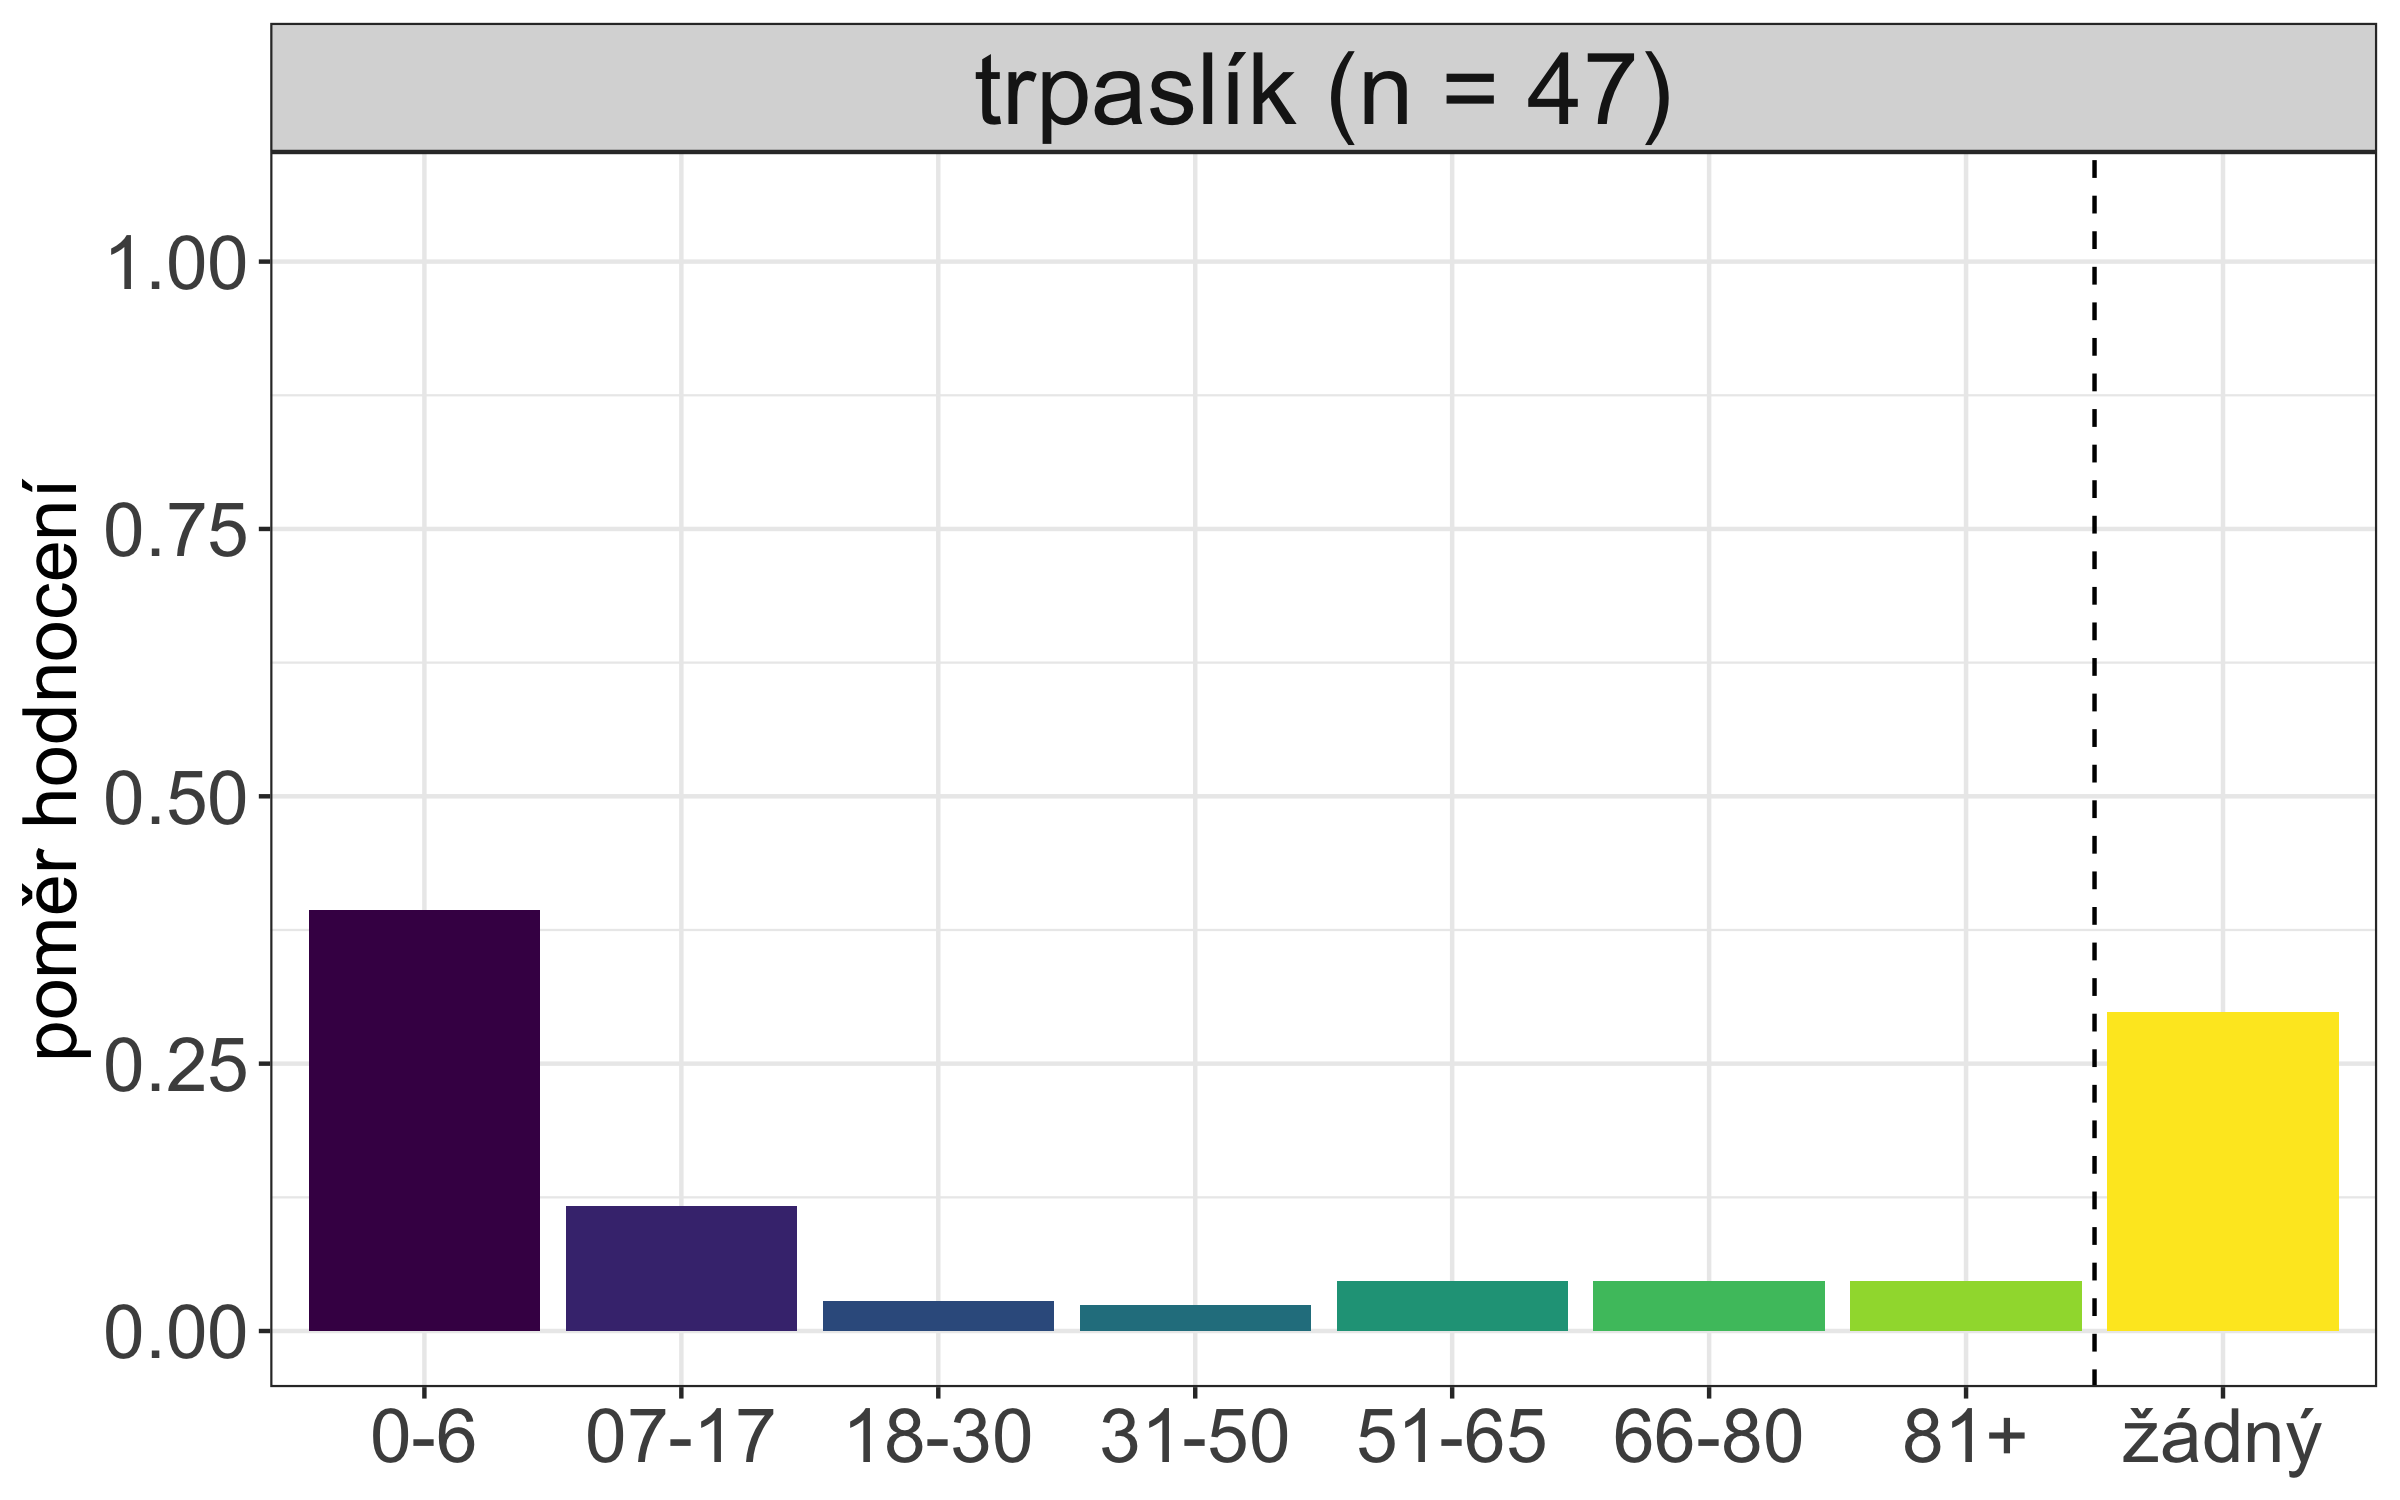 trpaslík (n = 47)
poměr hodnocení
1.00
0.75
0.50
0.25
0.00
0-6 07-17 18-30 31-50 51-65 66-80 81+ žádný